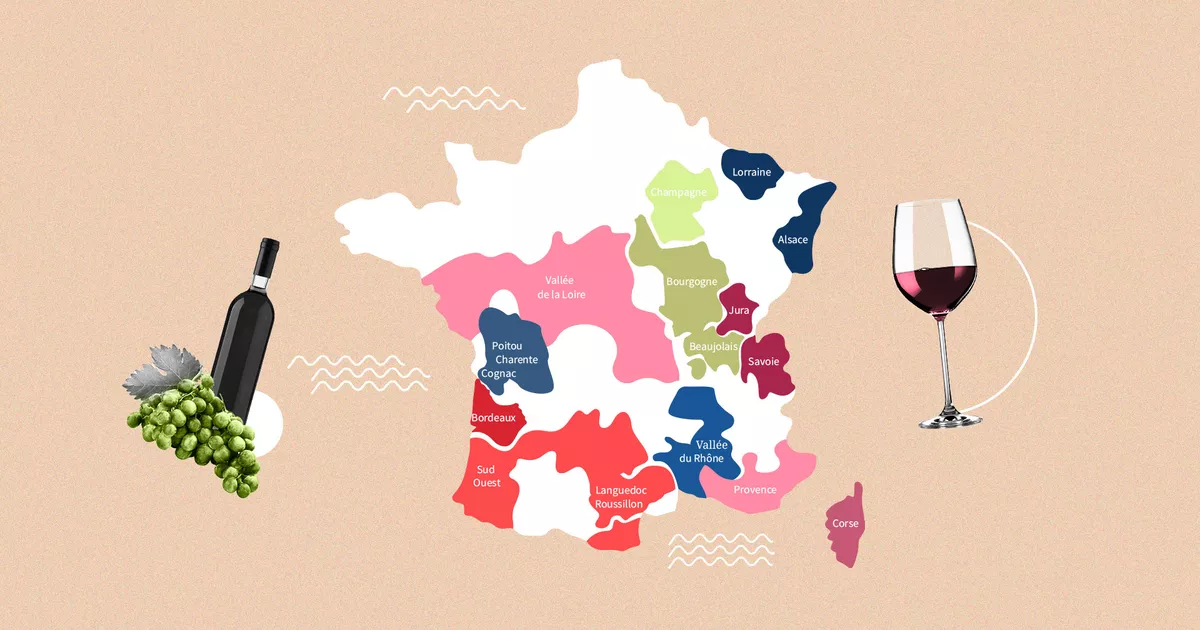 Lorraine
Champagne
Alsace
Vallée
de la Loire
Bourgogne
Jura
Poitou
Charente
Cognac
Beaujolais
Savoie
Bordeaux
Vallée
du Rhône
Sud
Ouest
Languedoc
Roussillon
Provence
Corse